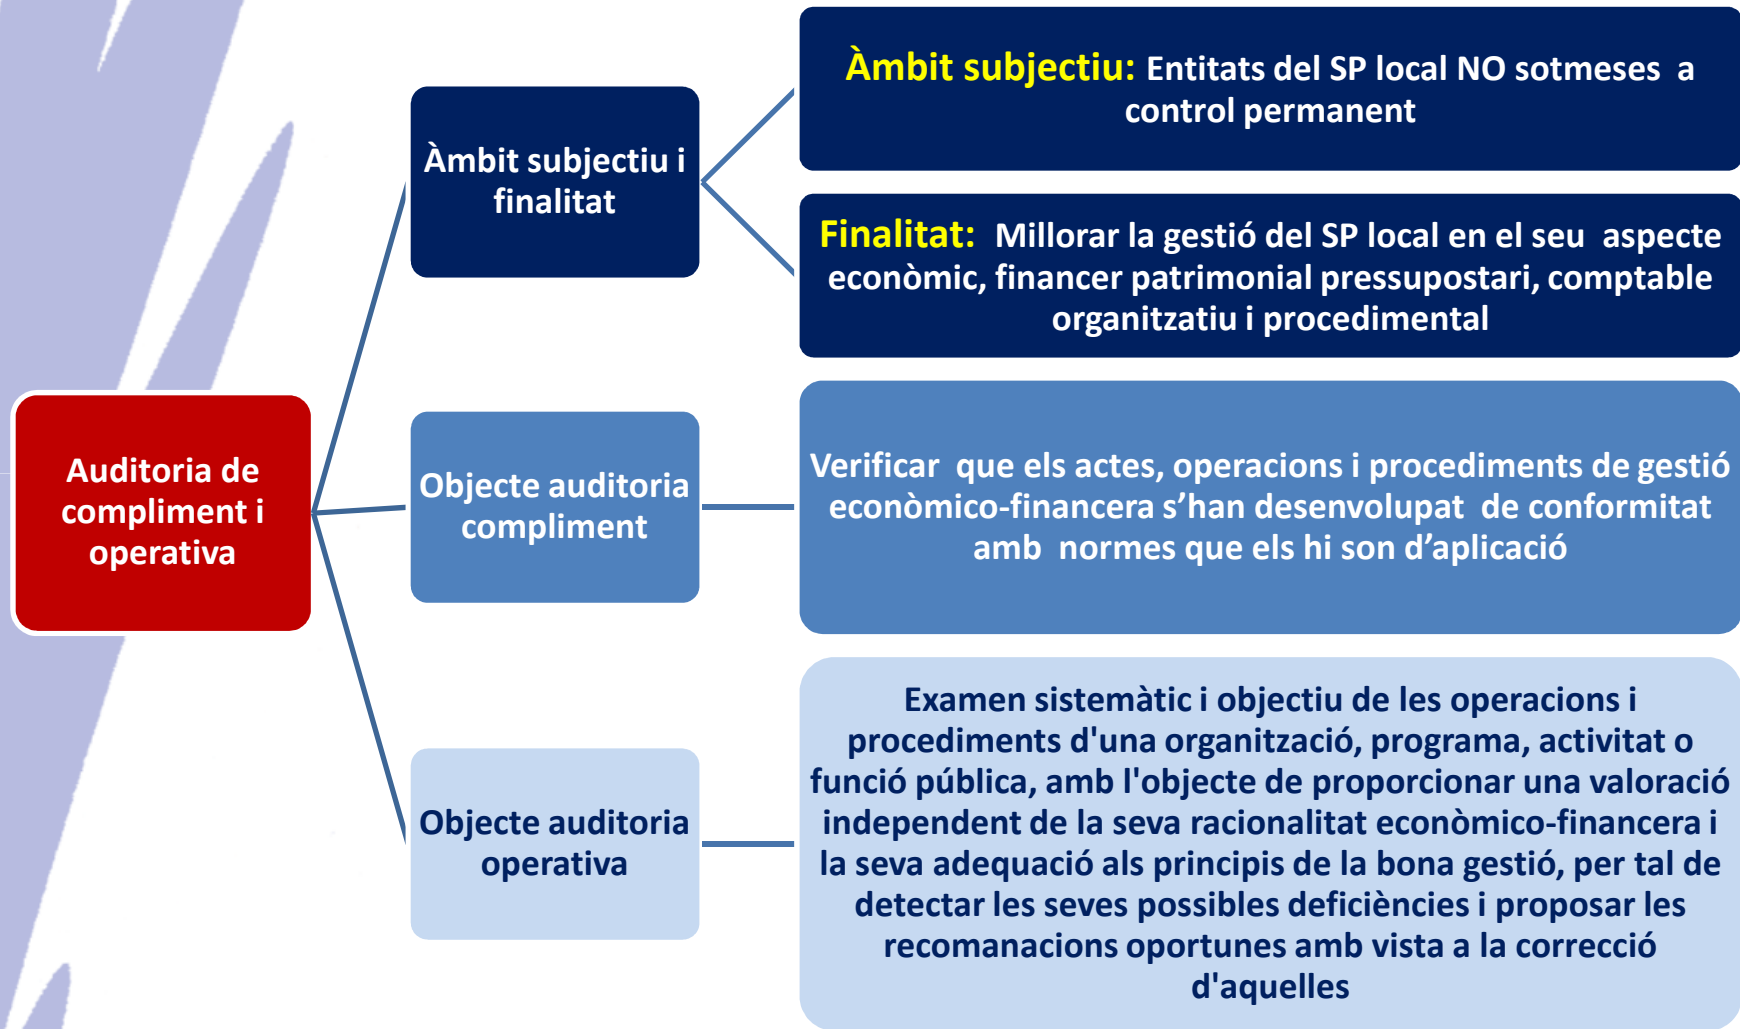 Auditoria de
compliment i
operativa
Àmbit subjectiu i
finalitat
Àmbit subjectiu: Entitats del SP local NO sotmeses a
control permanent
Finalitat: Millorar la gestió del SP local en el seu aspecte
econòmic, financer patrimonial pressupostari, comptable
organitzatiu i procedimental
Objecte auditoria
compliment
Verificar que els actes, operacions i procediments de gestió
econòmico-financera s’han desenvolupat de conformitat
amb normes que els hi son d’aplicació
Objecte auditoria
operativa
Examen sistemàtic i objectiu de les operacions i
procediments d'una organització, programa, activitat o
funció pública, amb l'objecte de proporcionar una valoració
independent de la seva racionalitat econòmico-financera i
la seva adequació als principis de la bona gestió, per tal de
detectar les seves possibles deficiències i proposar les
recomanacions oportunes amb vista a la correcció
d'aquelles